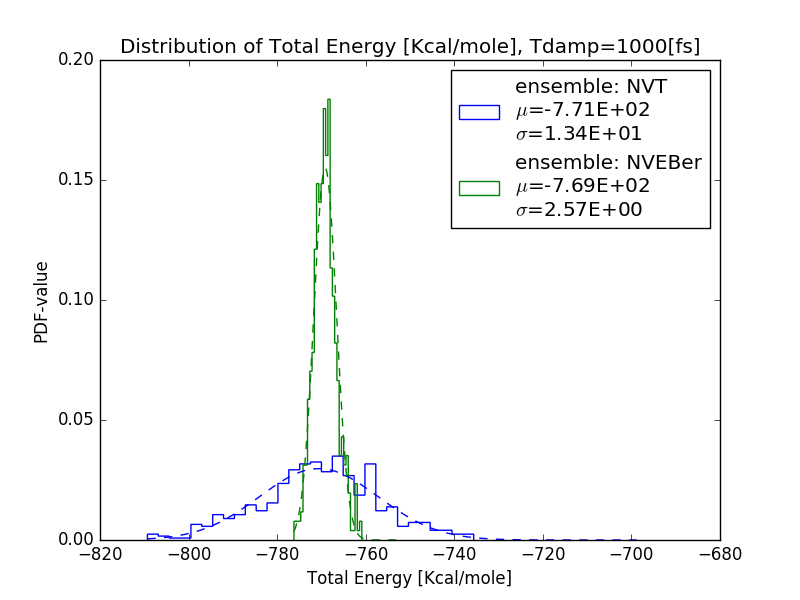 Distribution of Total Energy [Kcal/mole], Tdamp=1000[fs]
0.20
0.15
0.10
0.05
0.00
PDF-value
ensemble: NVT
μ=-7.71E+02
σ=1.34E+01
ensemble: NVEBer
μ=-7.69E+02
σ=2.57E+00
−820 −800 −780 −760 −740 −720 −700 −680
Total Energy [Kcal/mole]